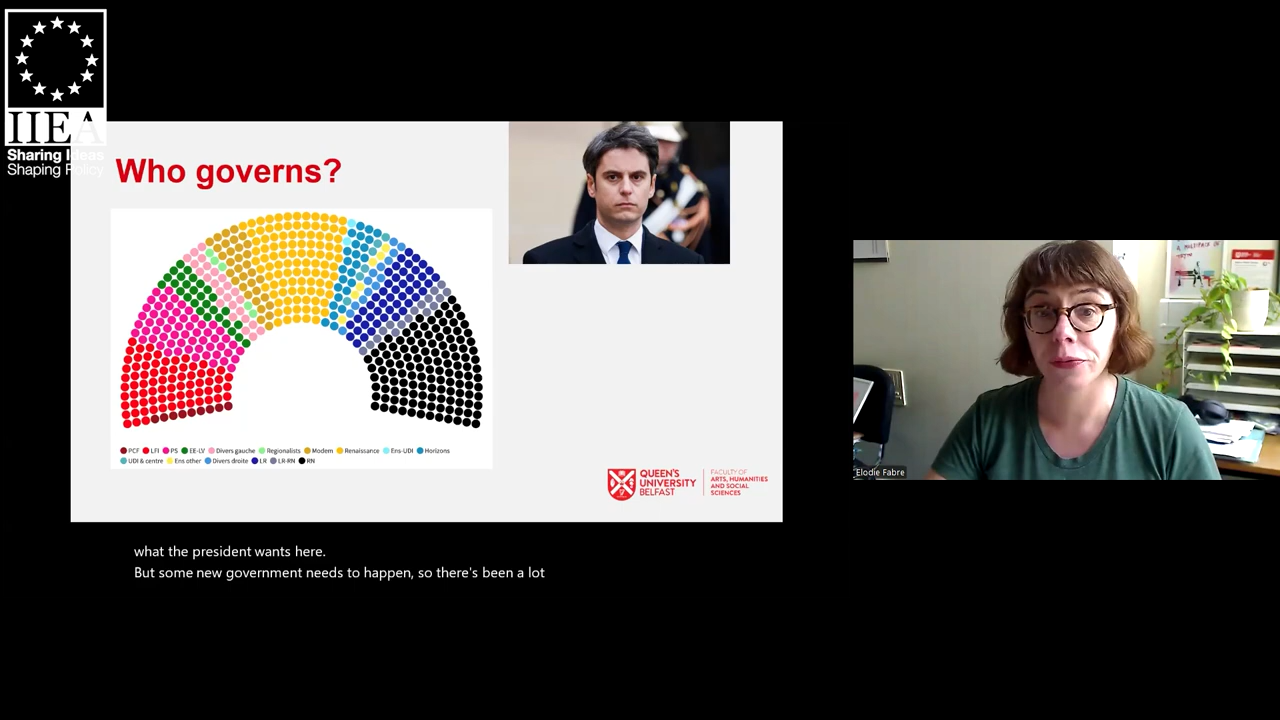 IIEA
Sharing Ideas
Shaping Policy
Who governs?
PCF LFI PS EE-LV Divers gauche Regionalists Modem Renaissance Ens-UDI Horizons
UDI & centre Ens other Divers droite LR LR-RN RN
QUEEN'S
UNIVERSITY
BELFAST
FACULTY OF
ARTS, HUMANITIES
AND SOCIAL
SCIENCES
Elodie Fabre
what the president wants here.
But some new government needs to happen, so there's been a lot